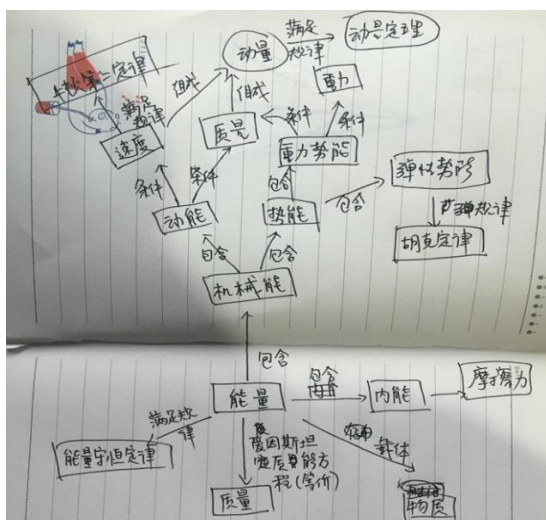 动量
满足
规律
动量定理
牛顿第二定律
重力
组成
组成
满足
规律
条件
条件
质量
速度
重力势能
弹性势能
条件
条件
包含
包含
动能
势能
规律
胡克定律
包含
包含
机械能
包含
能量
包含
内能
摩擦力
满足规
律
能量守恒定律
爱因斯坦
质量能方
程(等价)
载体
质量
物质